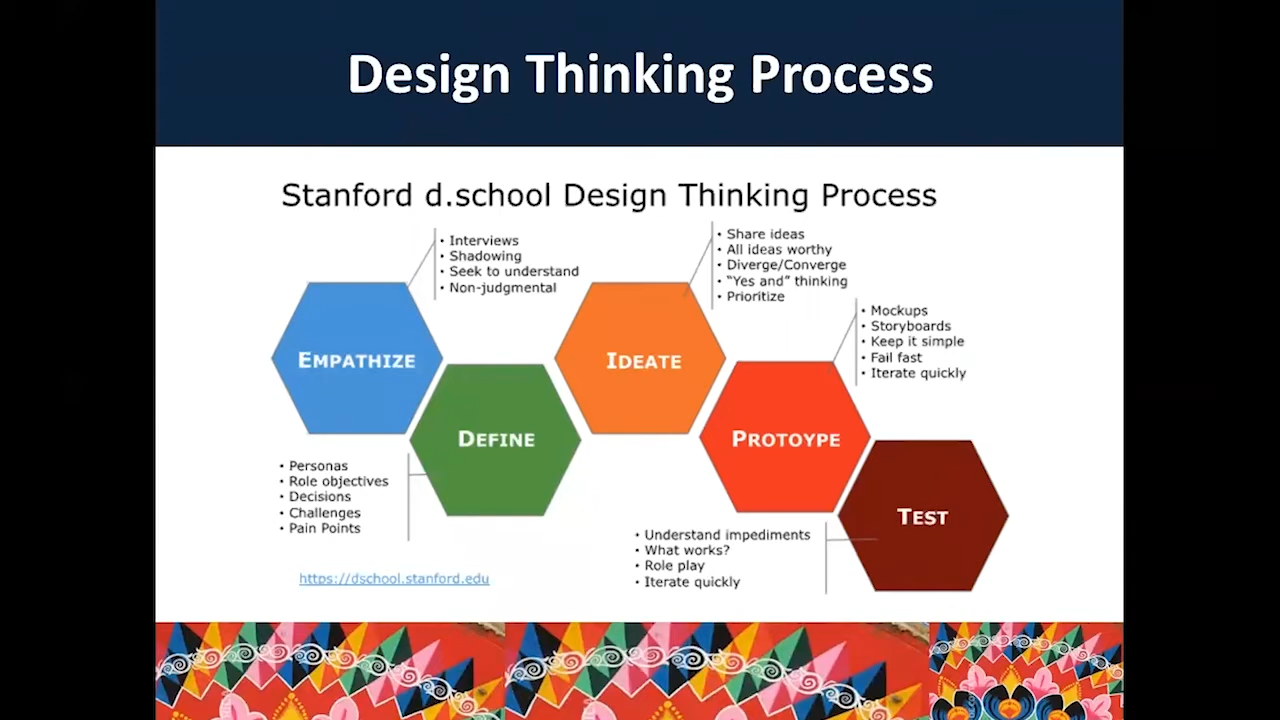 Design Thinking Process
Stanford d.school Design Thinking Process
• Interviews
• Shadowing
• Seek to understand
• Non-judgmental
• Share ideas
• All ideas worthy
• Diverge/Converge
• “Yes and” thinking
• Prioritize
• Mockups
• Storyboards
• Keep it simple
• Fail fast
• Iterate quickly
EMPATHIZE
DEFINE
IDEATE
PROTOYPE
TEST
• Personas
• Role objectives
• Decisions
• Challenges
• Pain Points
• Understand impediments
• What works?
• Role play
• Iterate quickly
https://dschool.stanford.edu